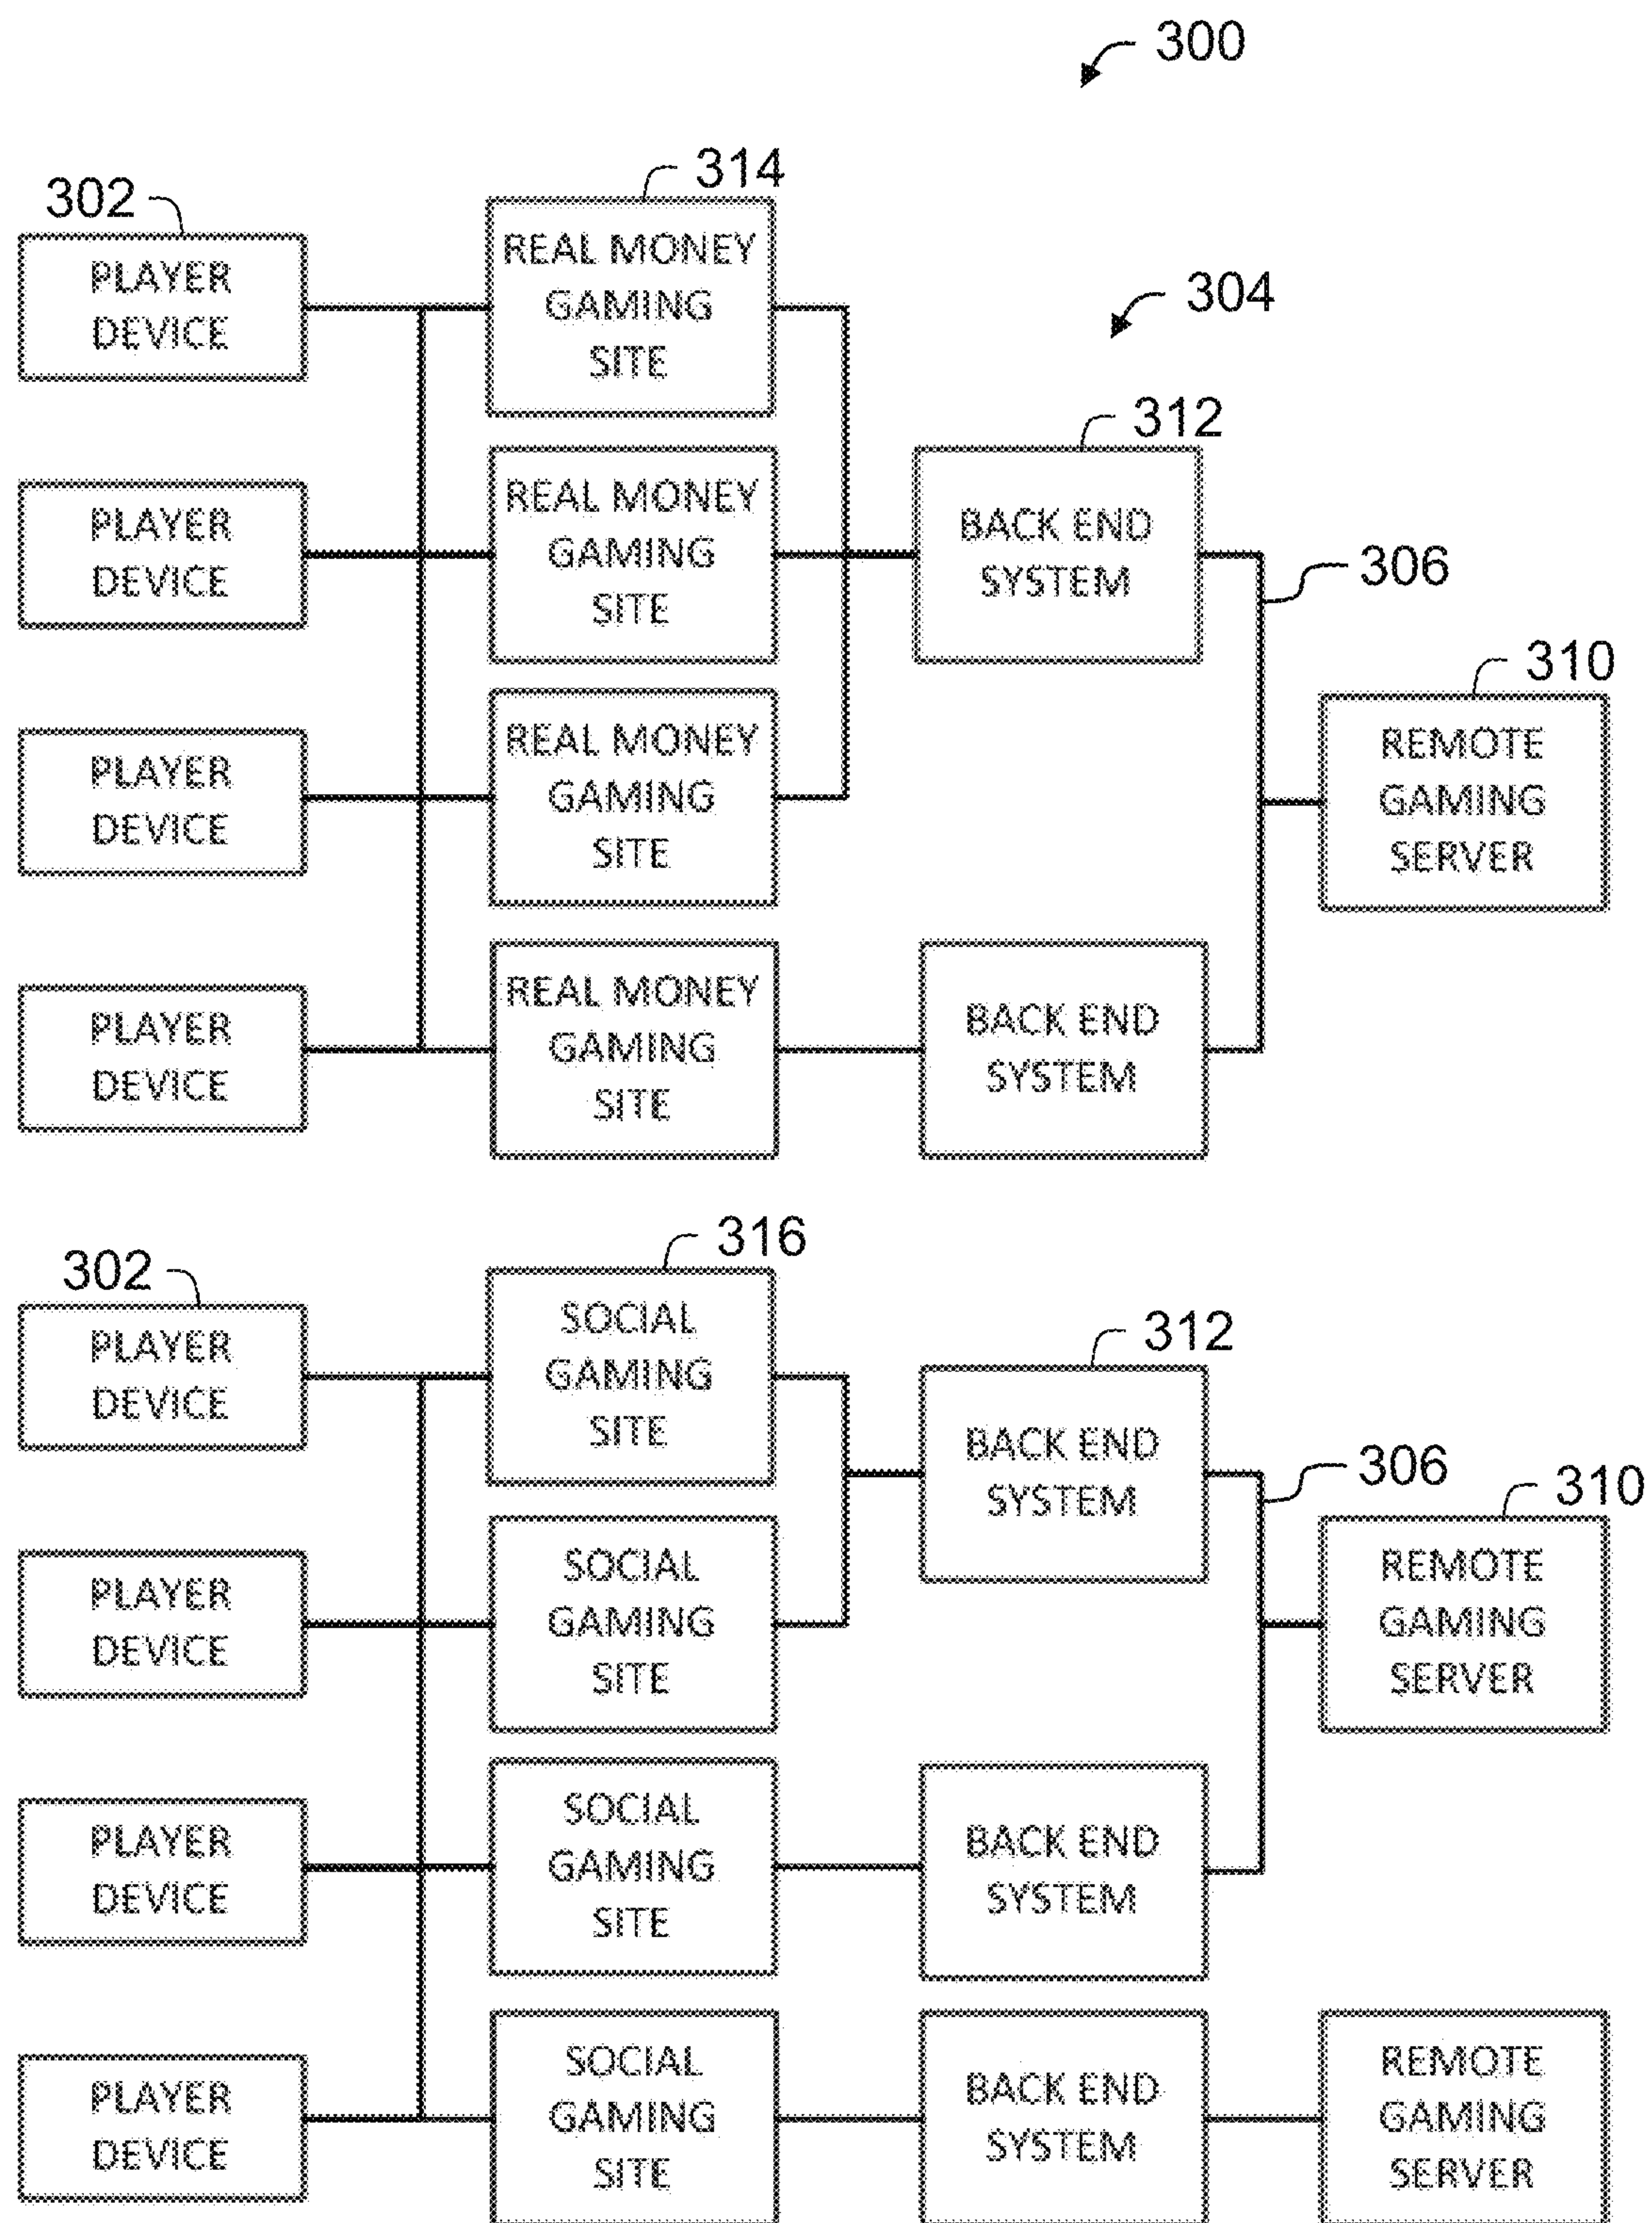 300
314
302
REAL MONEY
GAMING
SITE
PLAYER
DEVICE
304
312
REAL MONEY
GAMING
SITE
PLAYER
DEVICE
BACK END
SYSTEM
306
310
REAL MONEY
GAMING
SITE
PLAYER
DEVICE
REMOTE
GAMING
SERVER
REAL MONEY
GAMING
SITE
PLAYER
DEVICE
BACK END
SYSTEM
316
302
SOCIAL
GAMING
SITE
PLAYER
DEVICE
312
BACK END
SYSTEM
306
310
SOCIAL
GAMING
SITE
PLAYER
DEVICE
REMOTE
GAMING
SERVER
SOCIAL
GAMING
SITE
PLAYER
DEVICE
BACK END
SYSTEM
SOCIAL
GAMING
SITE
PLAYER
DEVICE
BACK END
SYSTEM
REMOTE
GAMING
SERVER